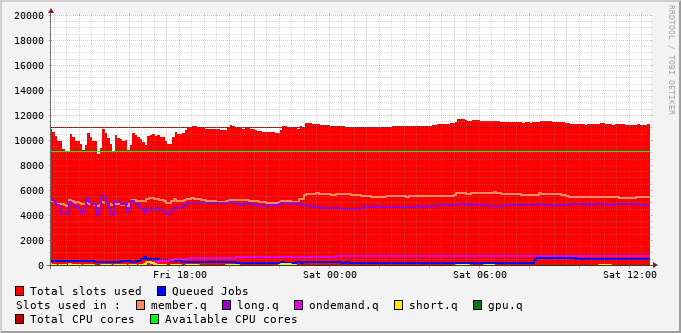 20000
18000
16000
14000
12000
10000
8000
6000
4000
2000
0
Fri 18:00 Sat 00:00 Sat 06:00 Sat 12:00
Total slots used Queued Jobs
Slots used in : member.q long.q ondemand.q short.q gpu.q
Total CPU cores Available CPU cores
RRDTOOL / TOBI OETIKER